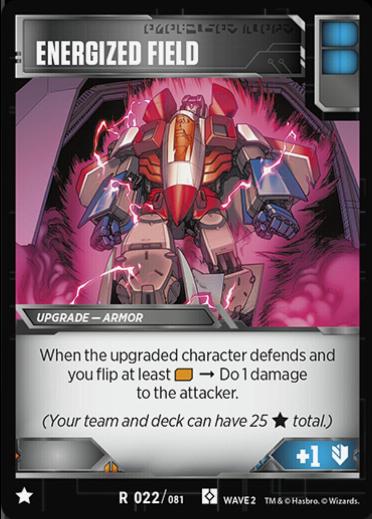 ENERGIZED FIELD
UPGRADE – ARMOR
When the upgraded character defends and
you flip at least → Do 1 damage
to the attacker.
(Your team and deck can have 25 ★ total.)
+1
R 022/081 WAVE 2 TM & © Hasbro. © Wizards.